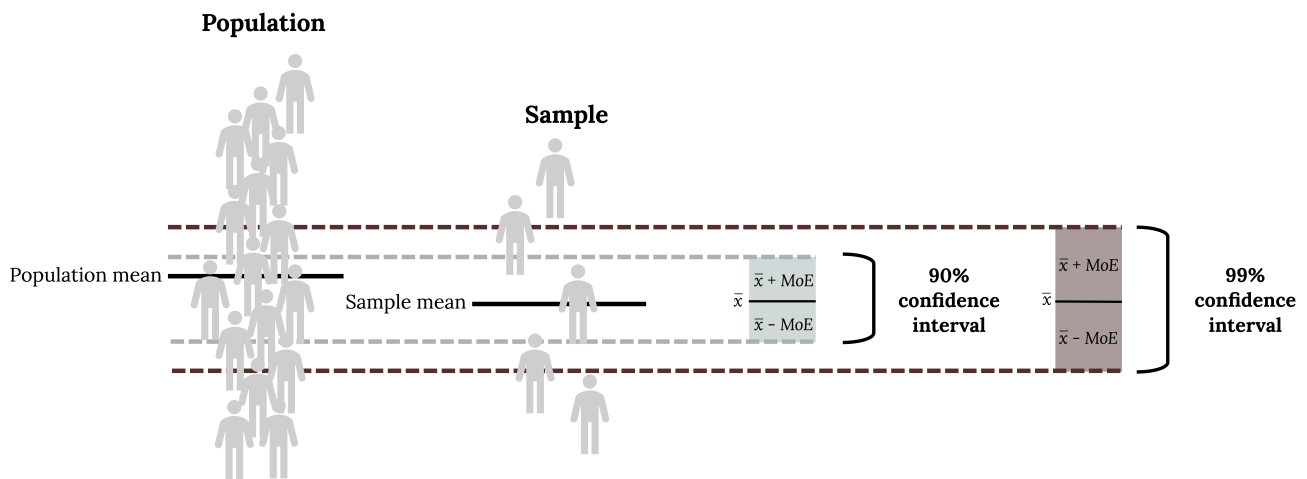 Population
Sample
Population mean
Sample mean
x̅ + MoE
x̅
x̅ - MoE
90%
confidence
interval
x̅ + MoE
x̅
x̅ - MoE
99%
confidence
interval